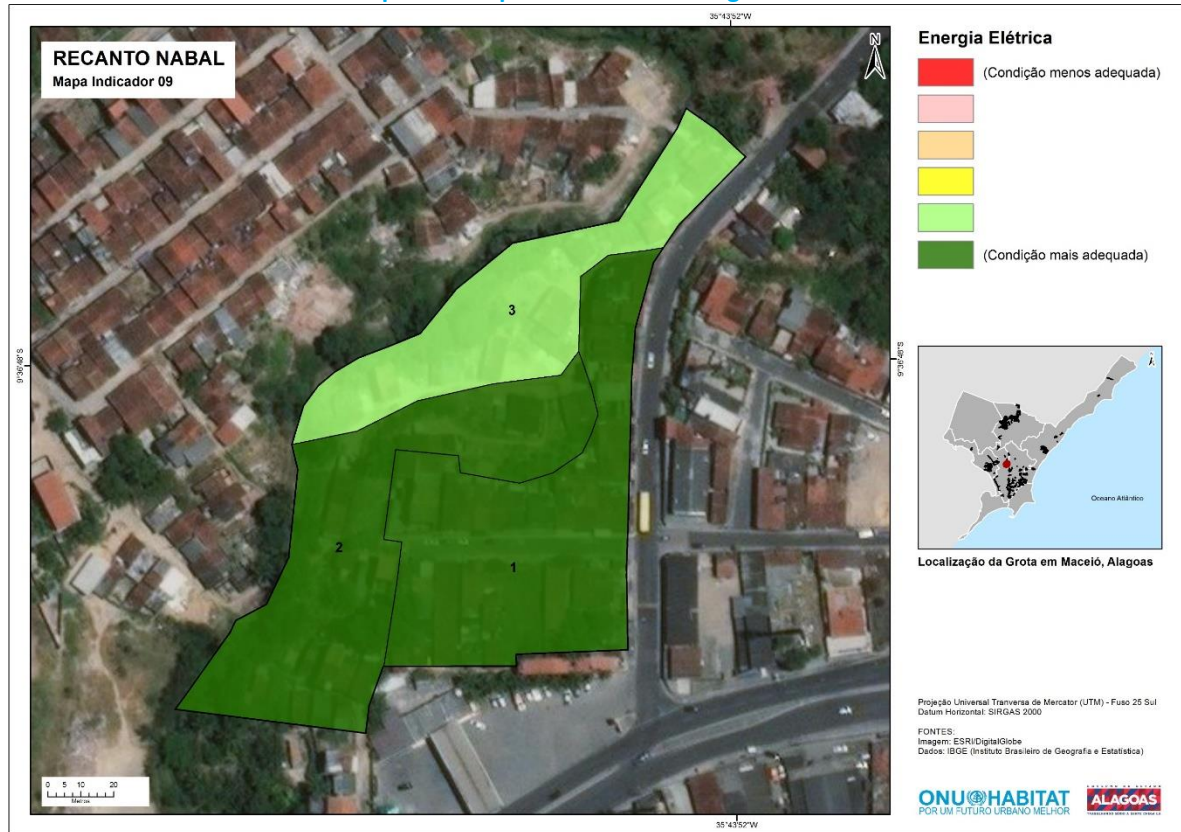 35°43'52"W
RECANTO NABAL
Mapa Indicador 09
N
3
2
1
9°36'48"S
9°36'48"S
0 5 10 20
Metros
35°43'52"W
Energia Elétrica
(Condição menos adequada)
(Condição mais adequada)
Oceano Atlântico
Localização da Grota em Maceió, Alagoas
Projeção Universal Tranversa de Mercator (UTM) - Fuso 25 Sul
Datum Horizontal: SIRGAS 2000
FONTES:
Imagem: ESRI/DigitalGlobe
Dados: IBGE (Instituto Brasileiro de Geografia e Estatística)
ONU HABITAT
POR UM FUTURO URBANO MELHOR
ALAGOAS